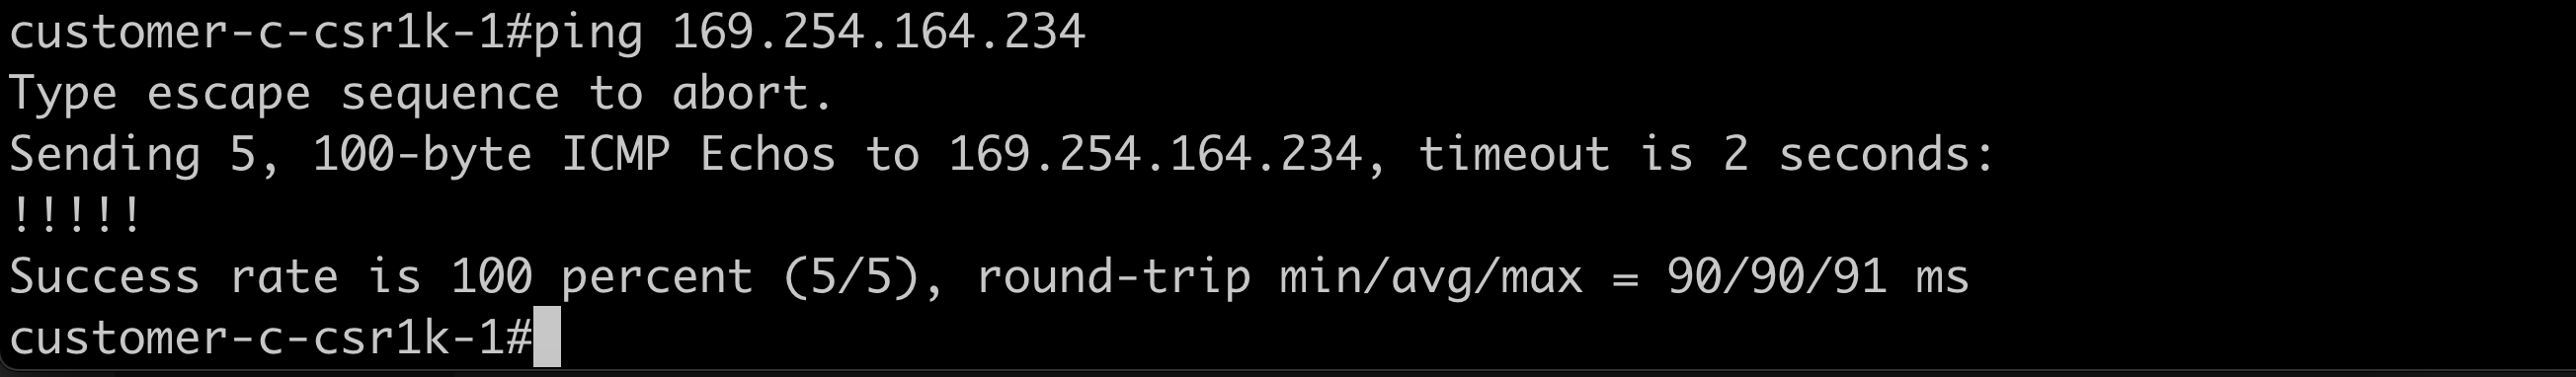 customer-c-csr1k-1#ping 169.254.164.234
Type escape sequence to abort.
Sending 5, 100-byte ICMP Echos to 169.254.164.234, timeout is 2 seconds:
!!!!!
Success rate is 100 percent (5/5), round-trip min/avg/max = 90/90/91 ms
customer-c-csr1k-1#